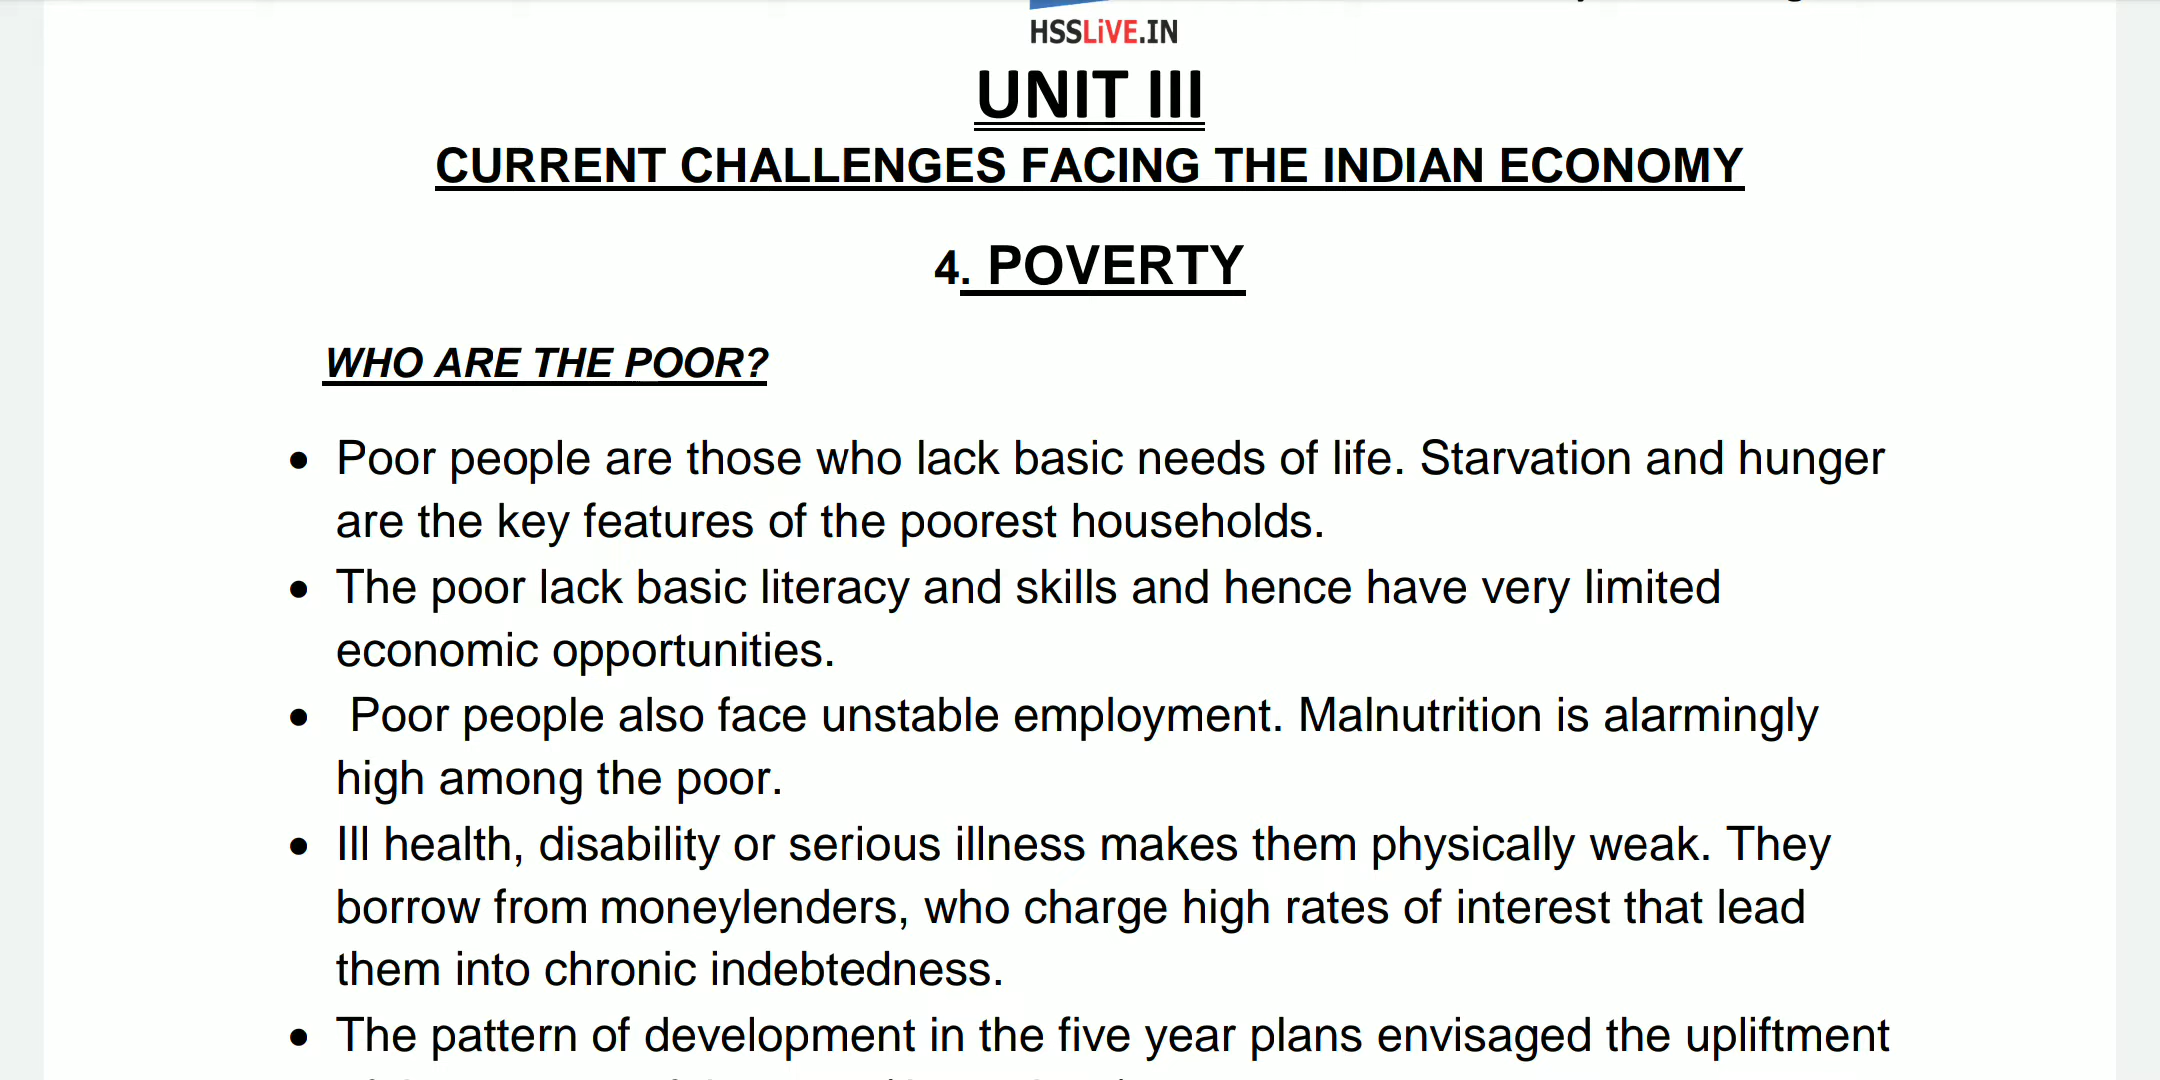 HSSLiVE.IN
UNIT III
CURRENT CHALLENGES FACING THE INDIAN ECONOMY
4. POVERTY
WHO ARE THE POOR?
• Poor people are those who lack basic needs of life. Starvation and hunger
are the key features of the poorest households.
• The poor lack basic literacy and skills and hence have very limited
economic opportunities.
• Poor people also face unstable employment. Malnutrition is alarmingly
high among the poor.
• Ill health, disability or serious illness makes them physically weak. They
borrow from moneylenders, who charge high rates of interest that lead
them into chronic indebtedness.
• The pattern of development in the five year plans envisaged the upliftment